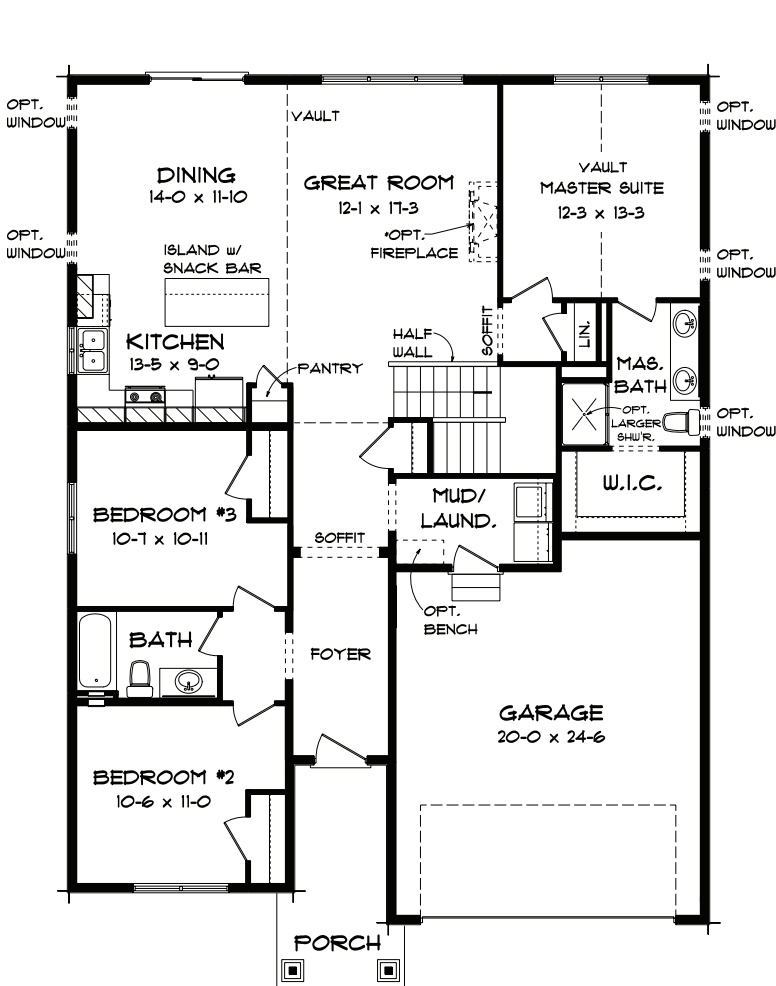 OPT.
WINDOW
VAULT
OPT.
WINDOW
DINING
14-0 x 11-10
GREAT ROOM
12-1 x 17-3
VAULT
MASTER SUITE
12-3 x 13-3
*OPT.
FIREPLACE
OPT.
WINDOW
ISLAND w/
SNACK BAR
OPT.
WINDOW
KITCHEN
13-5 x 9-0
HALF
WALL
SOFFIT
LIN.
PANTRY
MAS.
BATH
OPT.
LARGER
SHW'R.
OPT.
WINDOW
BEDROOM #3
10-7 x 10-11
MUD/
LAUND.
W.I.C.
SOFFIT
OPT.
BENCH
BATH
FOYER
GARAGE
20-0 x 24-6
BEDROOM #2
10-6 x 11-0
PORCH